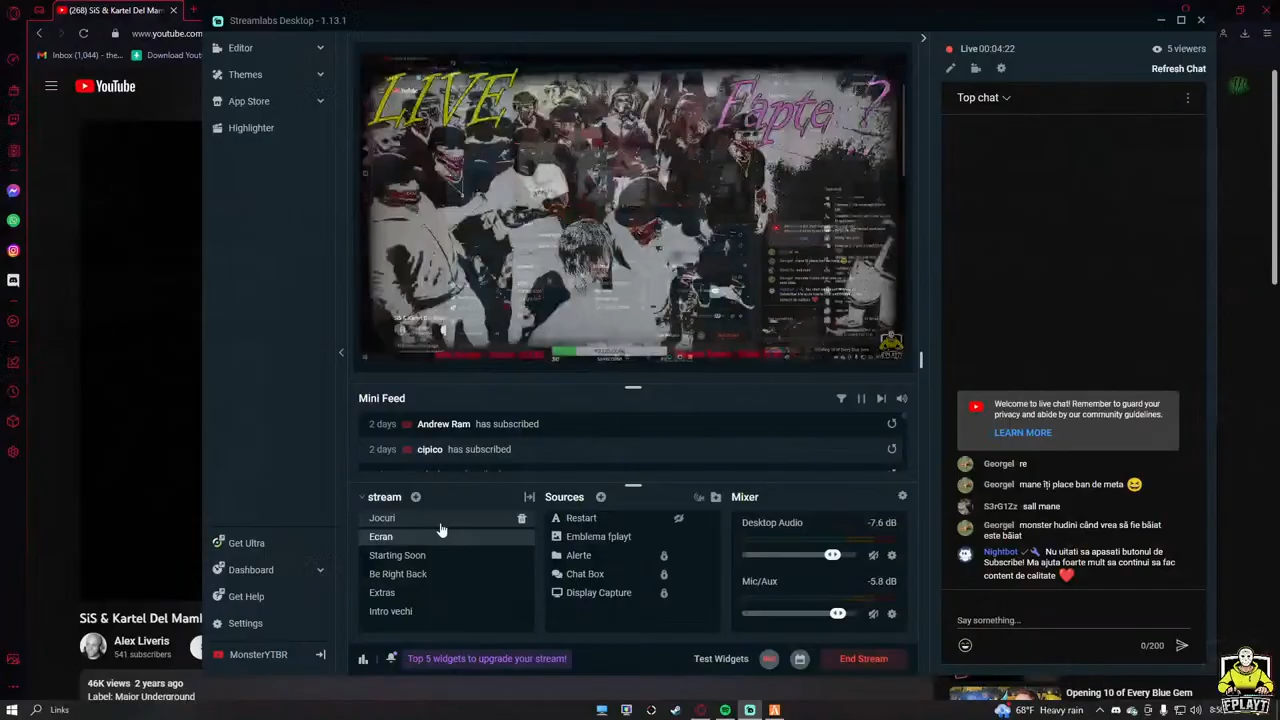 (268) SiS & Kartel Del Mam
Streamlabs Desktop - 1.13.1
www.youtube.com
Inbox (1,044) - the...
Download Yout
YouTube
Editor
Themes
App Store
Highlighter
LIVE
Fapte ?
Live 00:04:22
5 viewers
Refresh Chat
Top chat
Welcome to live chat! Remember to guard your
privacy and abide by our community guidelines.
LEARN MORE
Georgel re
Georgel mane îți place ban de meta
S3rG1Zz sall mane
Georgel monster hudini când vrea să fie băiat
este băiat
Nightbot Nu uitati sa apasati butonul de
Subscribe! Ma ajuta foarte mult sa continui sa fac
content de calitate
Say something...
0/200
Mini Feed
2 days Andrew Ram has subscribed
2 days cipico has subscribed
stream
Jocuri
Ecran
Starting Soon
Be Right Back
Extras
Intro vechi
Sources
Restart
Emblema fplayt
Alerte
Chat Box
Display Capture
Mixer
Desktop Audio -7.6 dB
Mic/Aux -5.8 dB
Get Ultra
Dashboard
Get Help
Settings
MonsterYTBR
Top 5 widgets to upgrade your stream!
Test Widgets
REC
End Stream
SiS & Kartel Del Mamb
Alex Liveris
541 subscribers
46K views 2 years ago
Label: Major Underground
Opening 10 of Every Blue Gem
FPLAYT
Links
68°F Heavy rain